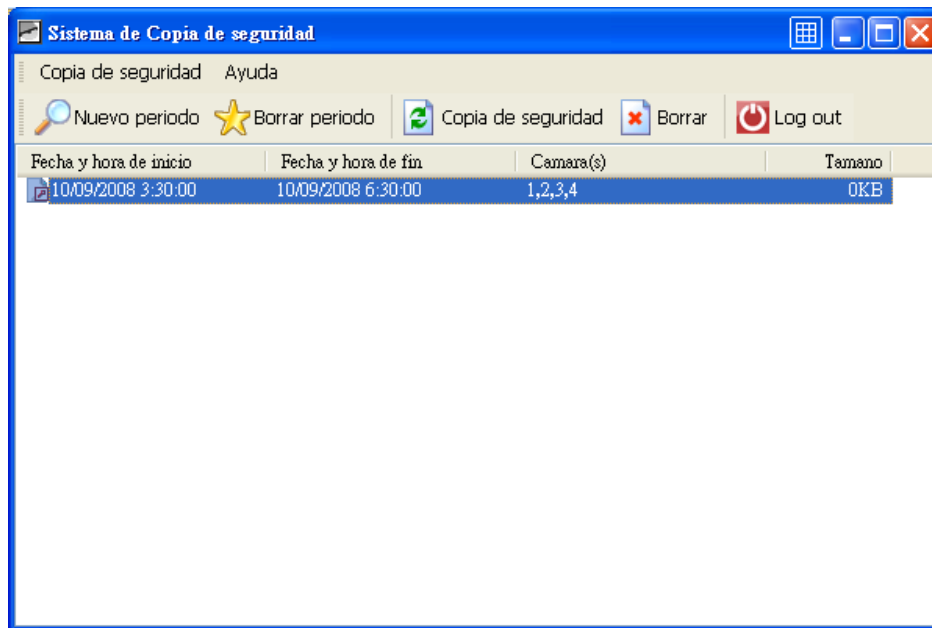 Sistema de Copia de seguridad
Copia de seguridad Ayuda
Nuevo periodo Borrar periodo Copia de seguridad Borrar Log out
Fecha y hora de inicio Fecha y hora de fin Camara(s) Tamano
10/09/2008 3:30:00 10/09/2008 6:30:00 1,2,3,4 0KB